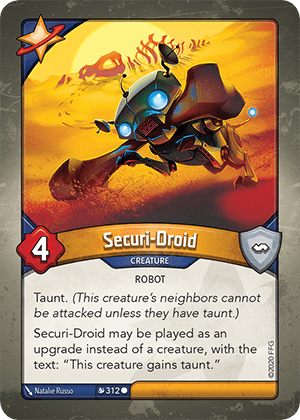 Securi-Droid
4
CREATURE
ROBOT
Taunt. (This creature's neighbors cannot
be attacked unless they have taunt.)
Securi-Droid may be played as an
upgrade instead of a creature, with the
text: "This creature gains taunt."
©2020 FFG
Natalie Russo
312